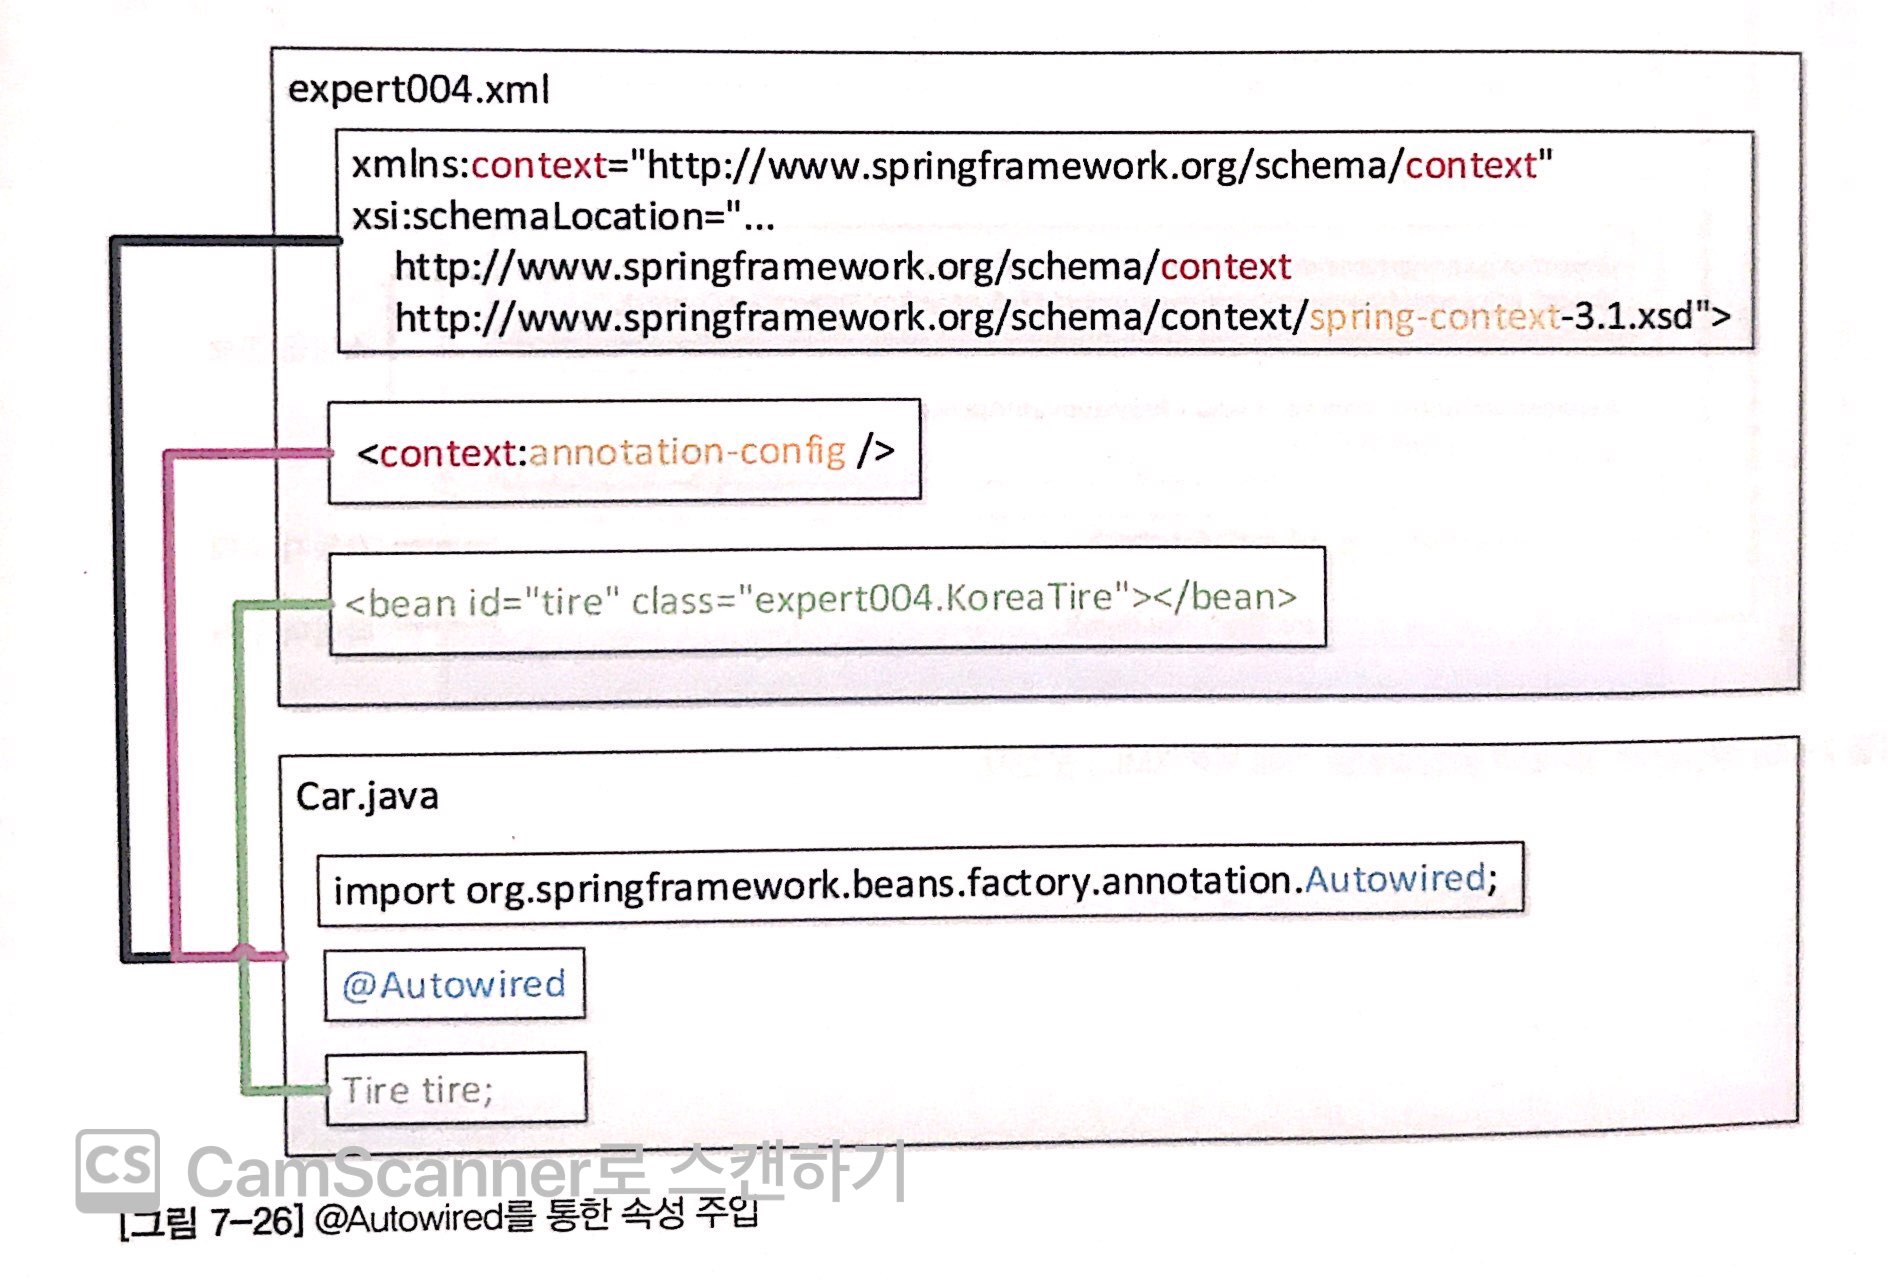 expert004.xml
xmlns:context="http://www.springframework.org/schema/context"
xsi:schemaLocation="...
http://www.springframework.org/schema/context
http://www.springframework.org/schema/context/spring-context-3.1.xsd">
<context:annotation-config />
<bean id="tire" class="expert004.KoreaTire"></bean>
Car.java
import org.springframework.beans.factory.annotation.Autowired;
@Autowired
Tire tire;
CS CamScanner로 스캔하기
[그림 7-26] @Autowired를 통한 속성 주입